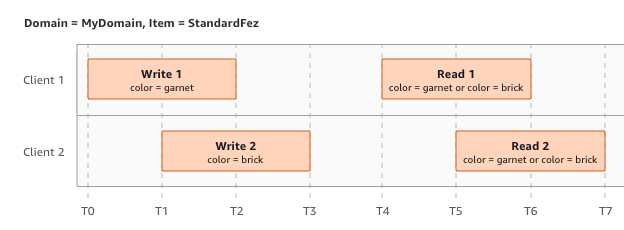 Domain = MyDomain, Item = StandardFez
Client 1
Write 1
color = garnet
Read 1
color = garnet or color = brick
Client 2
Write 2
color = brick
Read 2
color = garnet or color = brick
T0 T1 T2 T3 T4 T5 T6 T7